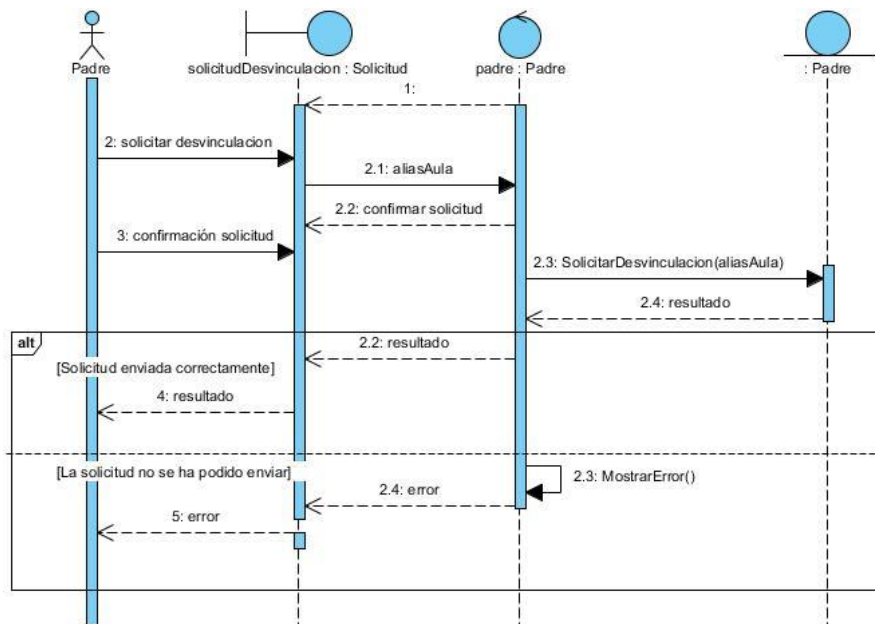 Padre
solicitudDesvinculacion : Solicitud
padre : Padre
: Padre
1:
2: solicitar desvinculacion
2.1: aliasAula
2.2: confirmar solicitud
3: confirmación solicitud
2.3: SolicitarDesvinculacion(aliasAula)
2.4: resultado
alt
2.2: resultado
[Solicitud enviada correctamente]
4: resultado
[La solicitud no se ha podido enviar]
2.3: MostrarError()
2.4: error
5: error